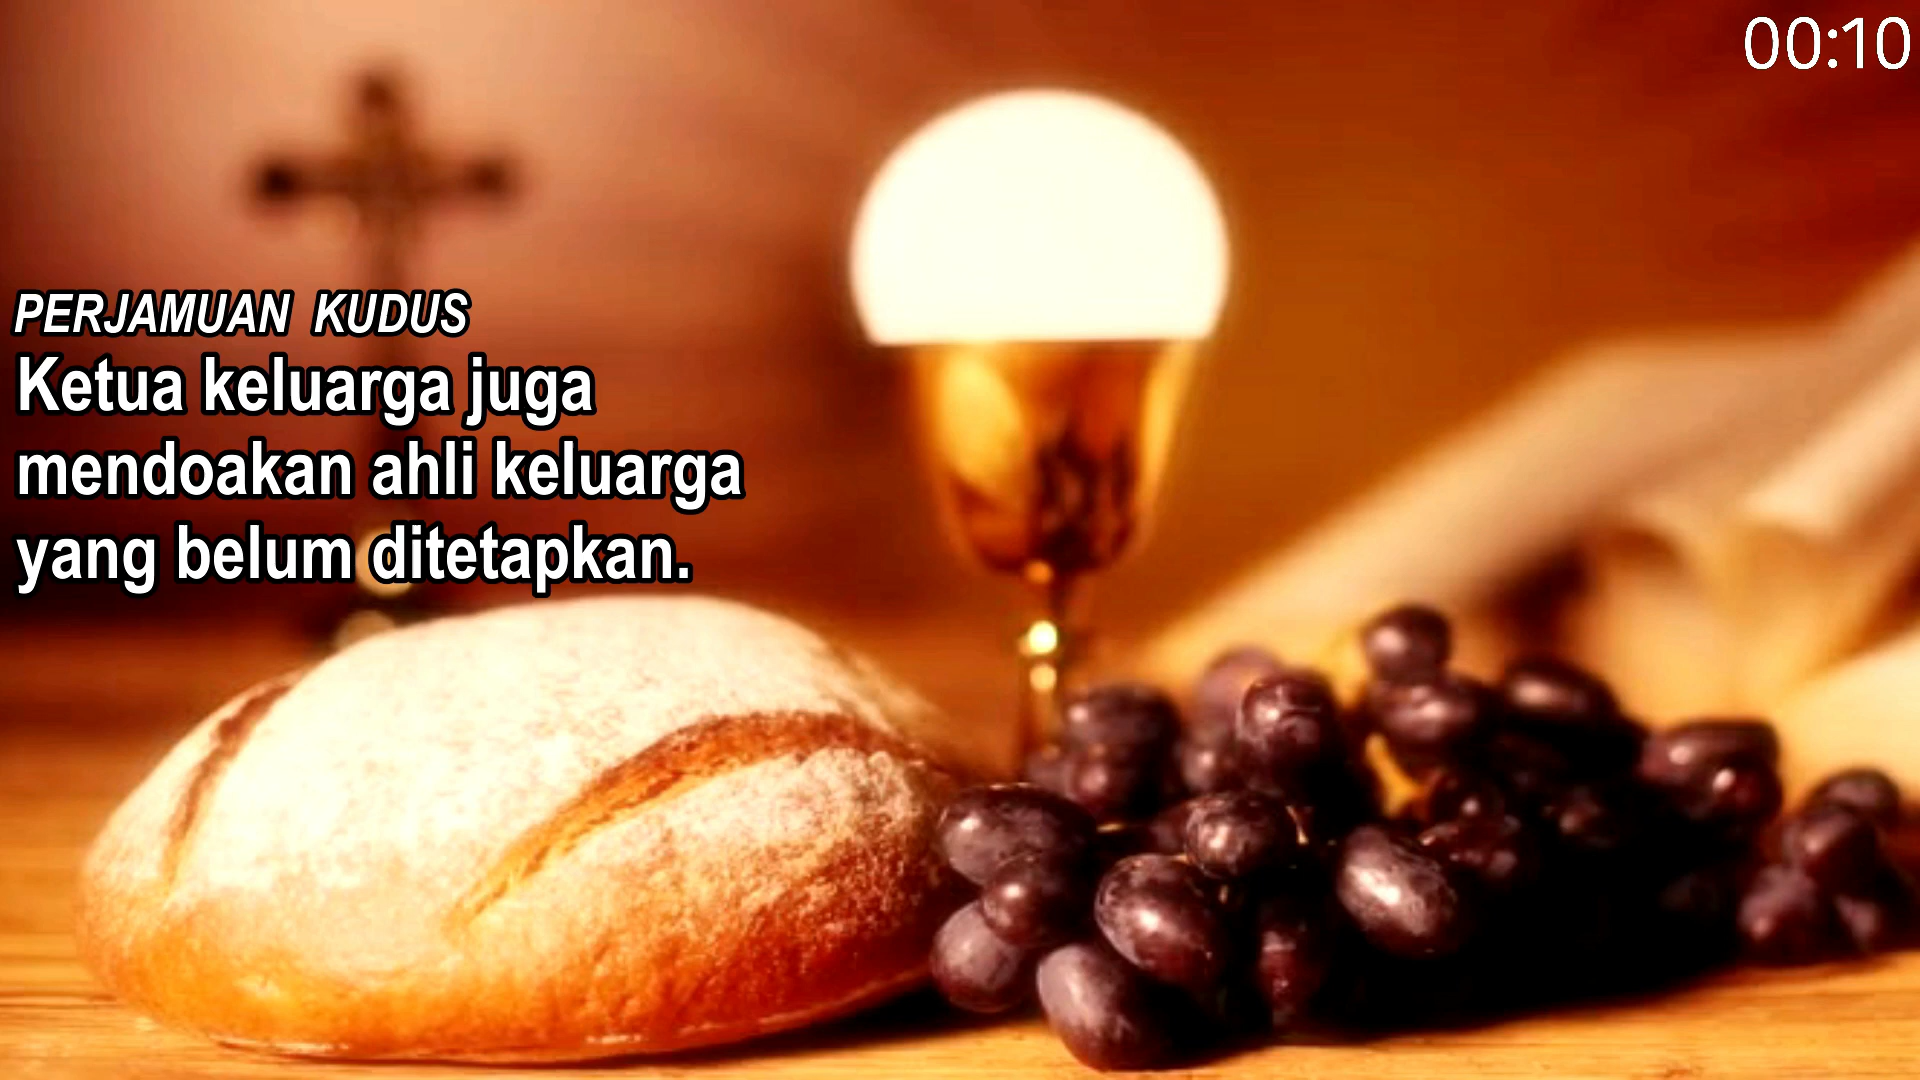 00:10
PERJAMUAN KUDUS
Ketua keluarga juga
mendoakan ahli keluarga
yang belum ditetapkan.